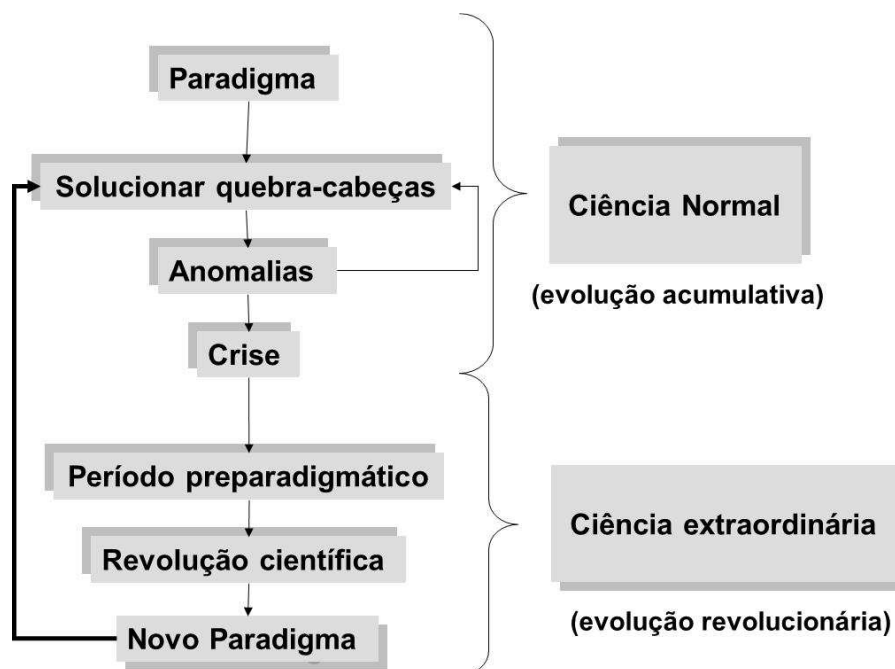 Paradigma
Solucionar quebra-cabeças
Anomalias
Crise
Ciência Normal
(evolução acumulativa)
Período preparadigmático
Revolução científica
Novo Paradigma
Ciência extraordinária
(evolução revolucionária)